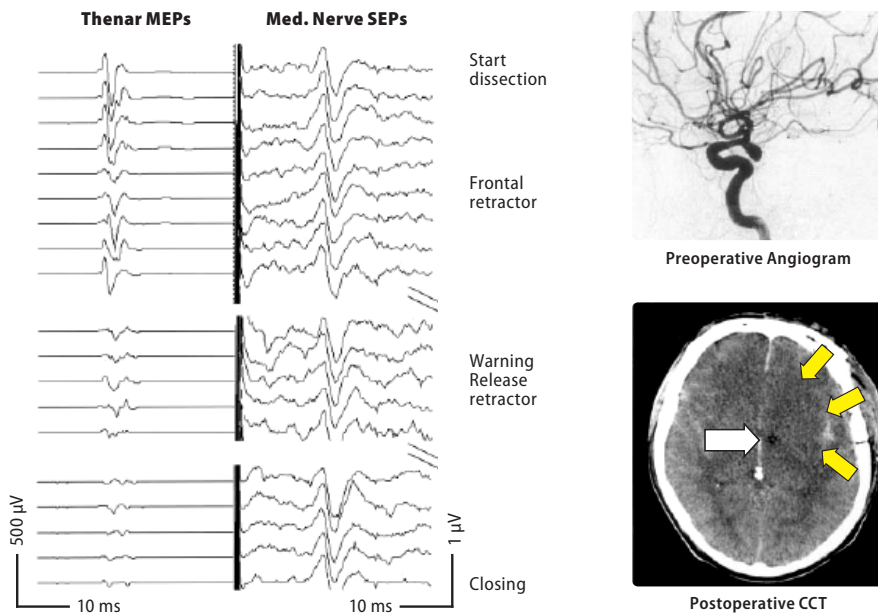 Thenar MEPs
Med. Nerve SEPs
Start
dissection
Frontal
retractor
Warning
Release
retractor
Closing
500 µV
10 ms
10 ms
1 µV
Preoperative Angiogram
Postoperative CCT